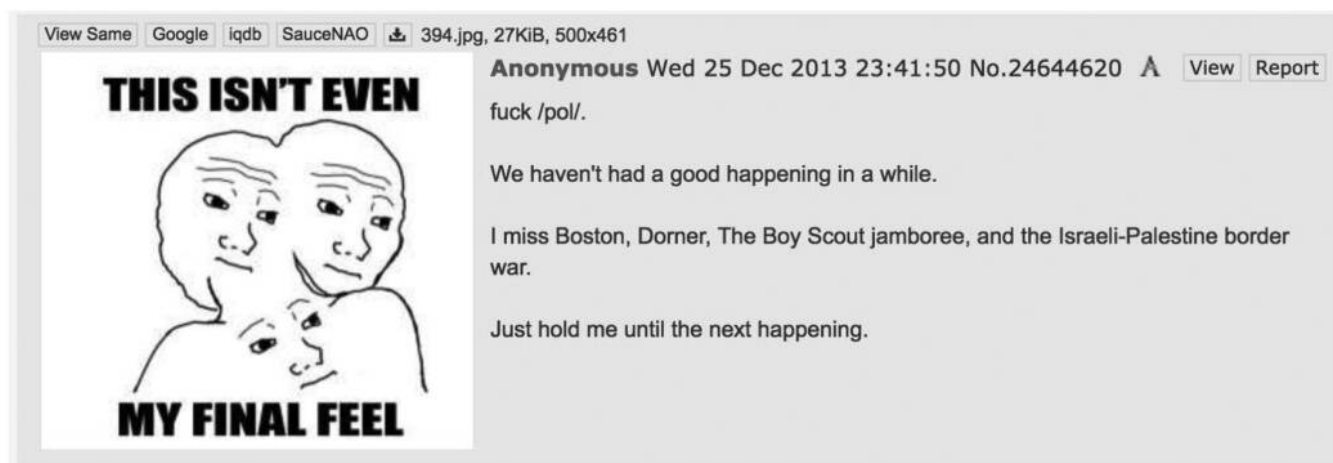 View Same Google iqdb SauceNAO 394.jpg, 27KiB, 500x461
THIS ISN'T EVEN
MY FINAL FEEL
Anonymous Wed 25 Dec 2013 23:41:50 No.24644620 A View Report
fuck /pol/.
We haven't had a good happening in a while.
I miss Boston, Dorner, The Boy Scout jamboree, and the Israeli-Palestine border
war.
Just hold me until the next happening.